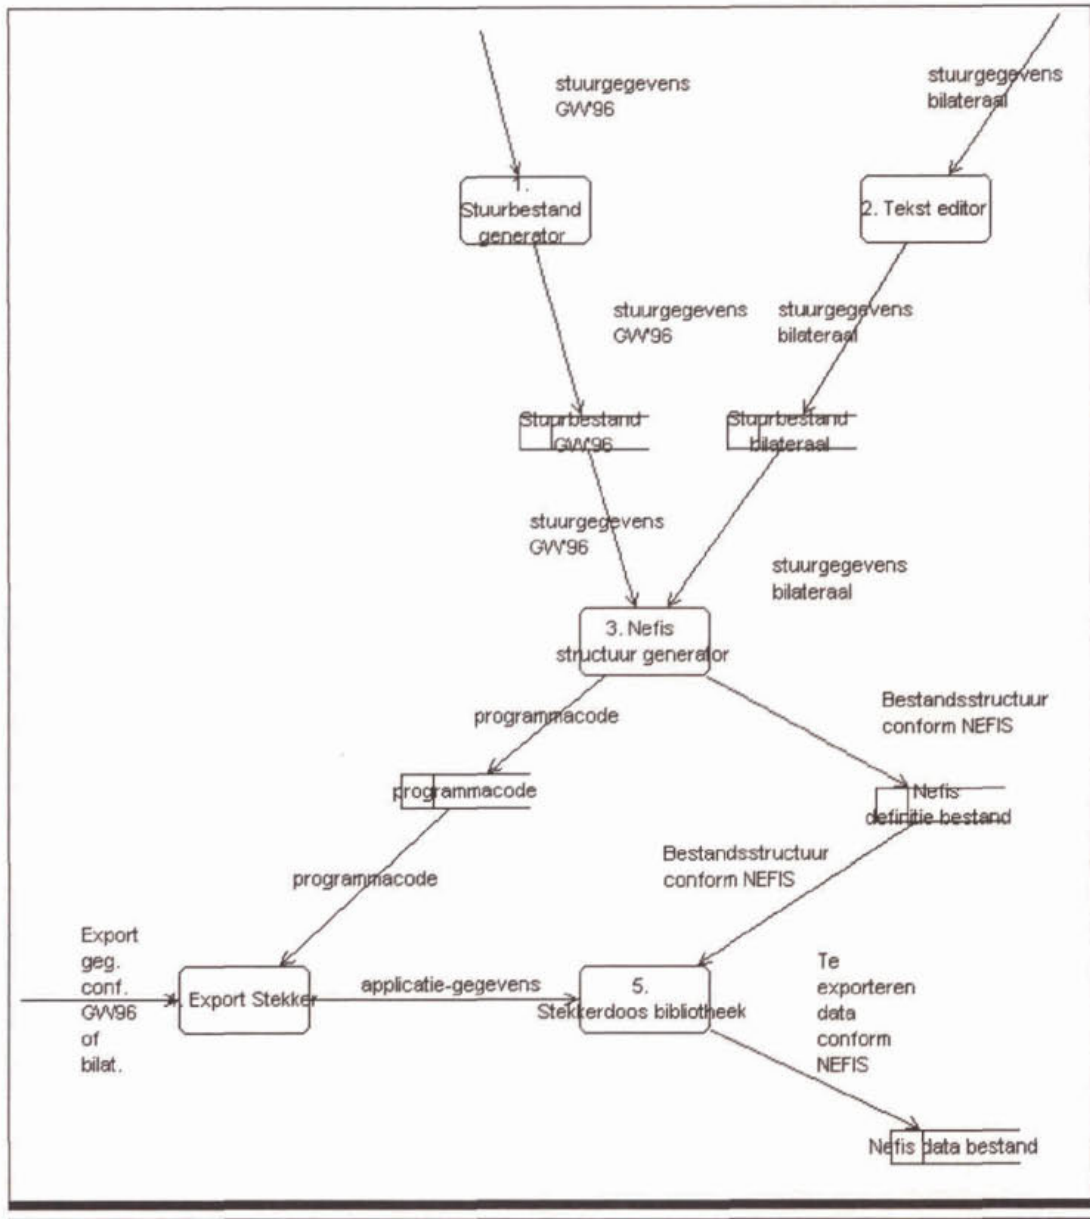 stuurgegevens
GW'96
stuurgegevens
bilateraal
1.
Stuurbestand
generator
2. Tekst editor
stuurgegevens
GW'96
stuurgegevens
bilateraal
Stuurbestand
GW'96
Stuurbestand
bilateraal
stuurgegevens
GW'96
stuurgegevens
bilateraal
3. Nefis
structuur generator
programmacode
Bestandsstructuur
conform NEFIS
programmacode
Nefis
definitie bestand
programmacode
Bestandsstructuur
conform NEFIS
Export
geg.
conf.
GW96
of
bilat.
4. Export Stekker
applicatie-gegevens
5.
Stekkerdoos bibliotheek
Te
exporteren
data
conform
NEFIS
Nefis data bestand